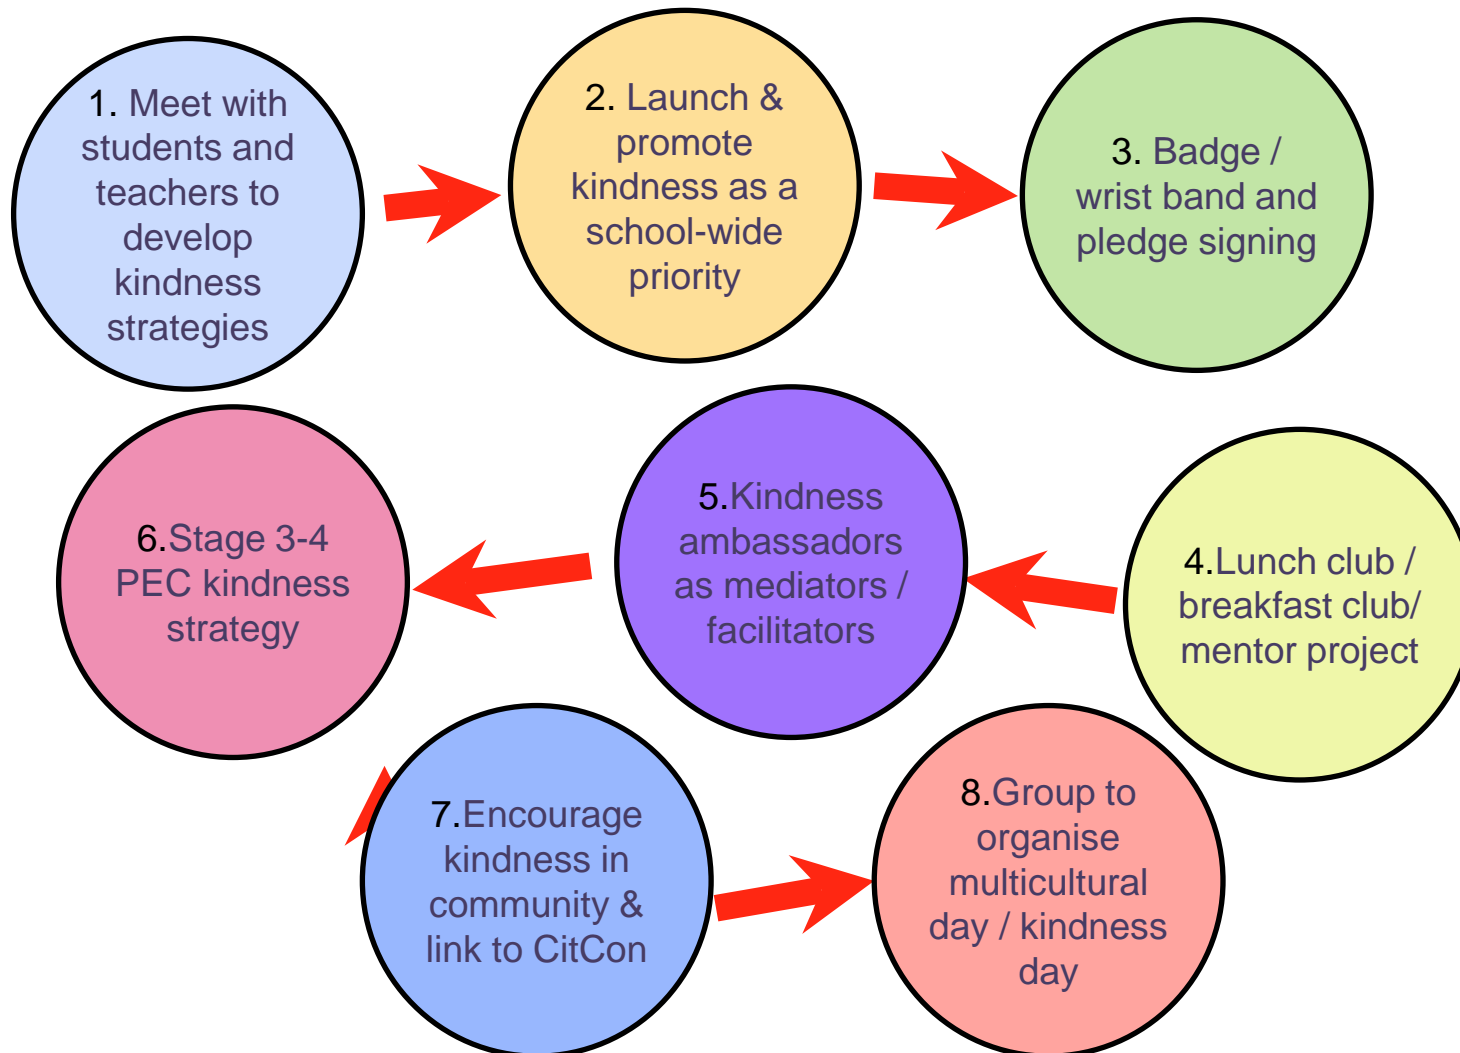 1. Meet with
students and
teachers to
develop
kindness
strategies
2. Launch &
promote
kindness as a
school-wide
priority
3. Badge /
wrist band and
pledge signing
4.Lunch club /
breakfast club/
mentor project
5.Kindness
ambassadors
as mediators /
facilitators
6.Stage 3-4
PEC kindness
strategy
7.Encourage
kindness in
community &
link to CitCon
8.Group to
organise
multicultural
day / kindness
day